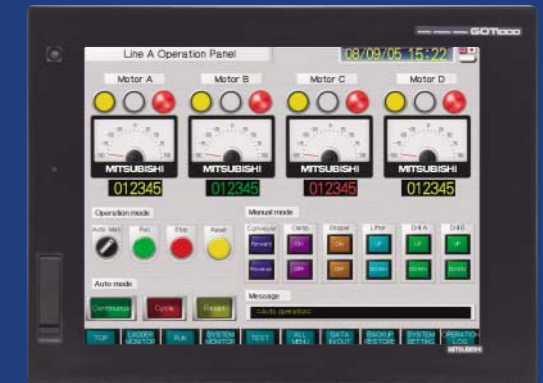 GOT1000
Line A Operation Panel 08/09/05 15:22
Motor A Motor B Motor C Motor D
MITSUBISHI MITSUBISHI MITSUBISHI MITSUBISHI
012345 012345 012345 012345
Operation mode Manual mode
Auto Man Run Stop Reset Conveyor Clamp Stopper Lifter Drill A Drill B
Forward ON ON UP UP UP
Reverse OFF OFF DOWN DOWN DOWN
Auto mode
Continuous Cycle Reset
Message
=Auto operation=
TOP LADDER MONITOR RUN SYSTEM MONITOR TEST ALL MENU DATA IN/OUT BACKUP RESTORE SYSTEM SETTING OPERATION LOG
MITSUBISHI